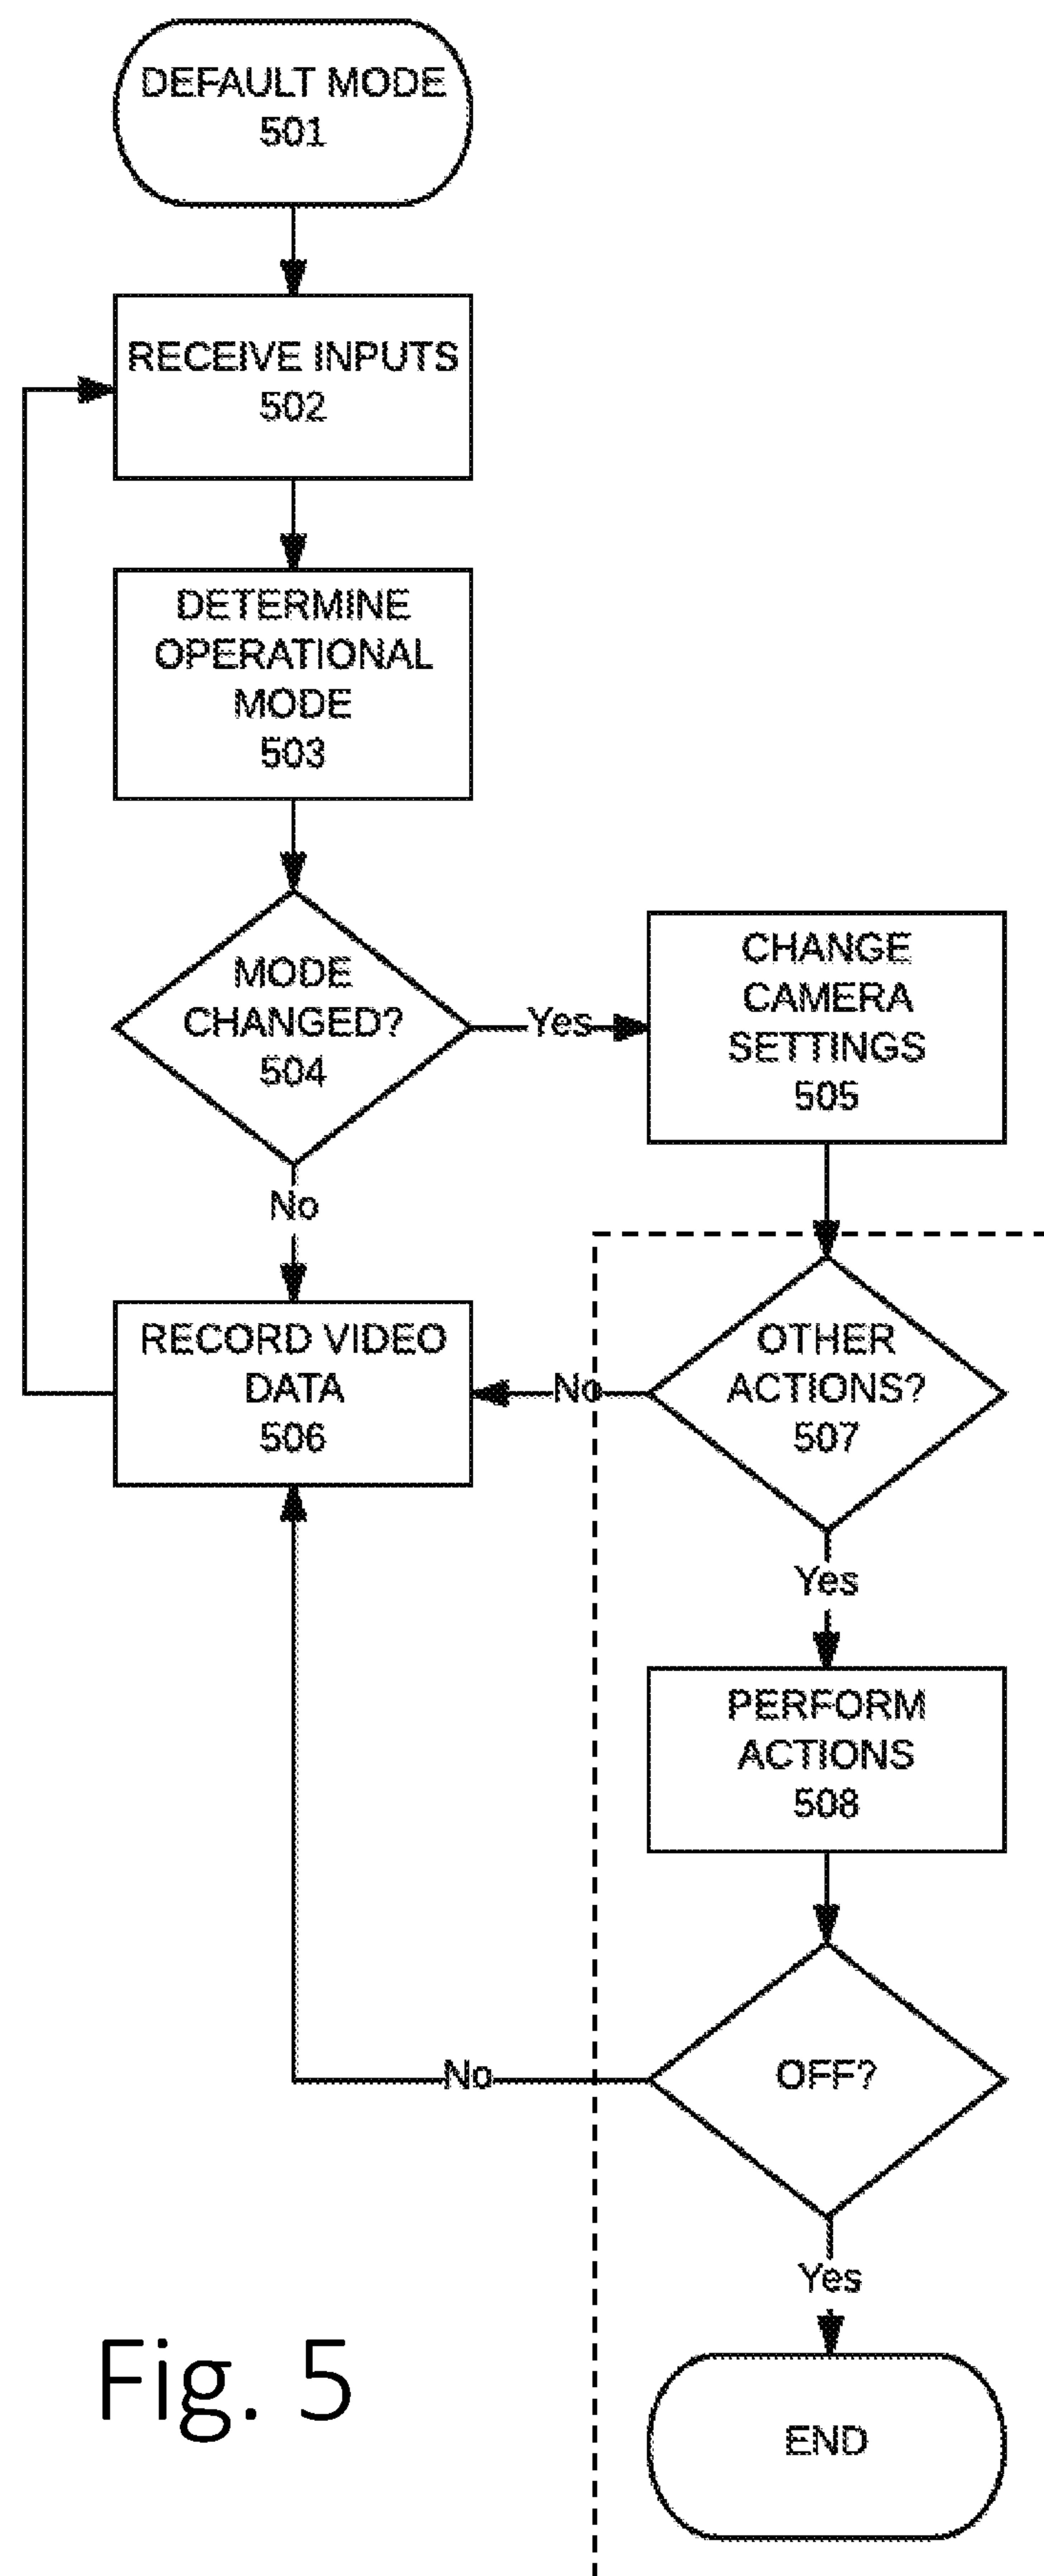 DEFAULT MODE
501
RECEIVE INPUTS
502
DETERMINE
OPERATIONAL
MODE
503
MODE
CHANGED?
504
Yes
CHANGE
CAMERA
SETTINGS
505
No
RECORD VIDEO
DATA
506
No
OTHER
ACTIONS?
507
Yes
PERFORM
ACTIONS
508
OFF?
No
Yes
END
Fig. 5